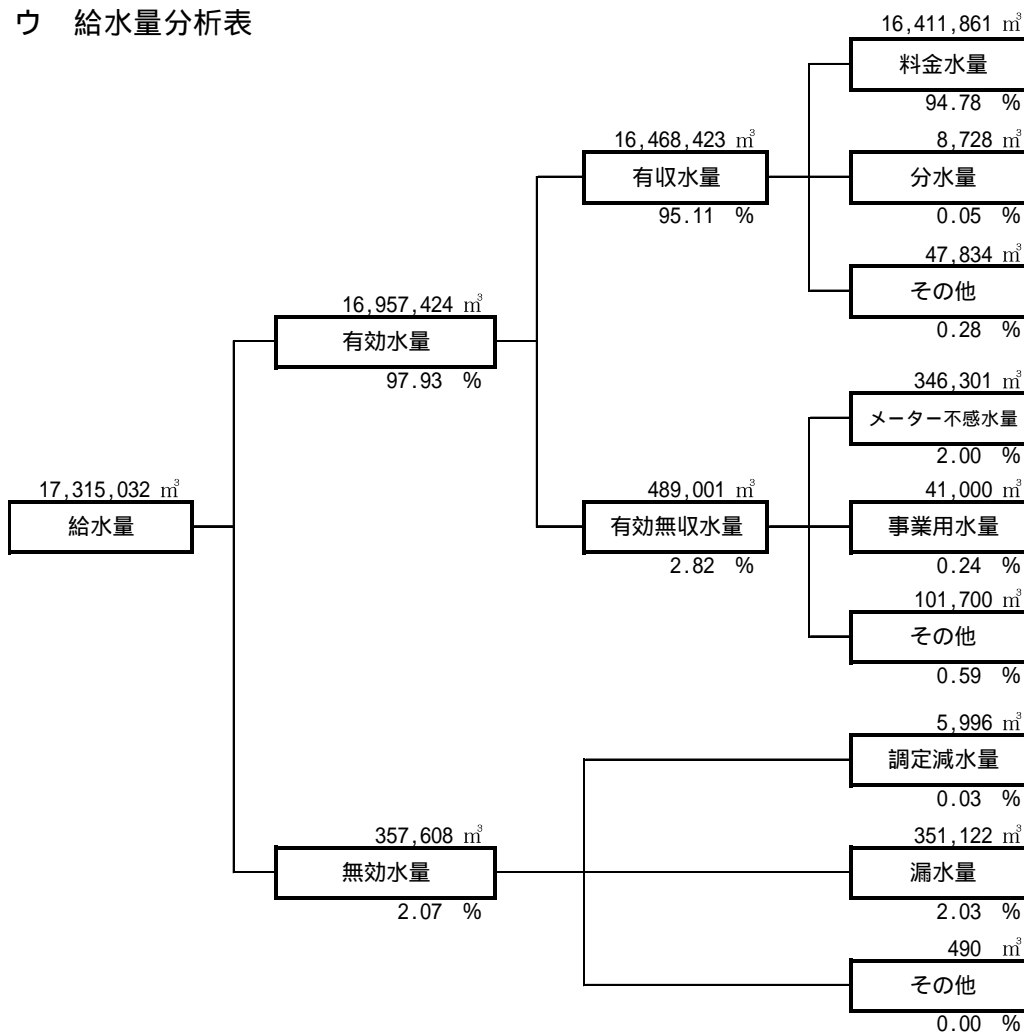 ウ 給水量分析表
16,411,861 ㎥
料金水量
94.78 %
16,468,423 ㎥
有収水量
95.11 %
8,728 ㎥
分水量
0.05 %
47,834 ㎥
その他
0.28 %
16,957,424 ㎥
有効水量
97.93 %
346,301 ㎥
メーター不感水量
2.00 %
17,315,032 ㎥
給水量
489,001 ㎥
有効無収水量
2.82 %
41,000 ㎥
事業用水量
0.24 %
101,700 ㎥
その他
0.59 %
5,996 ㎥
調定減水量
0.03 %
357,608 ㎥
無効水量
2.07 %
351,122 ㎥
漏水量
2.03 %
490 ㎥
その他
0.00 %